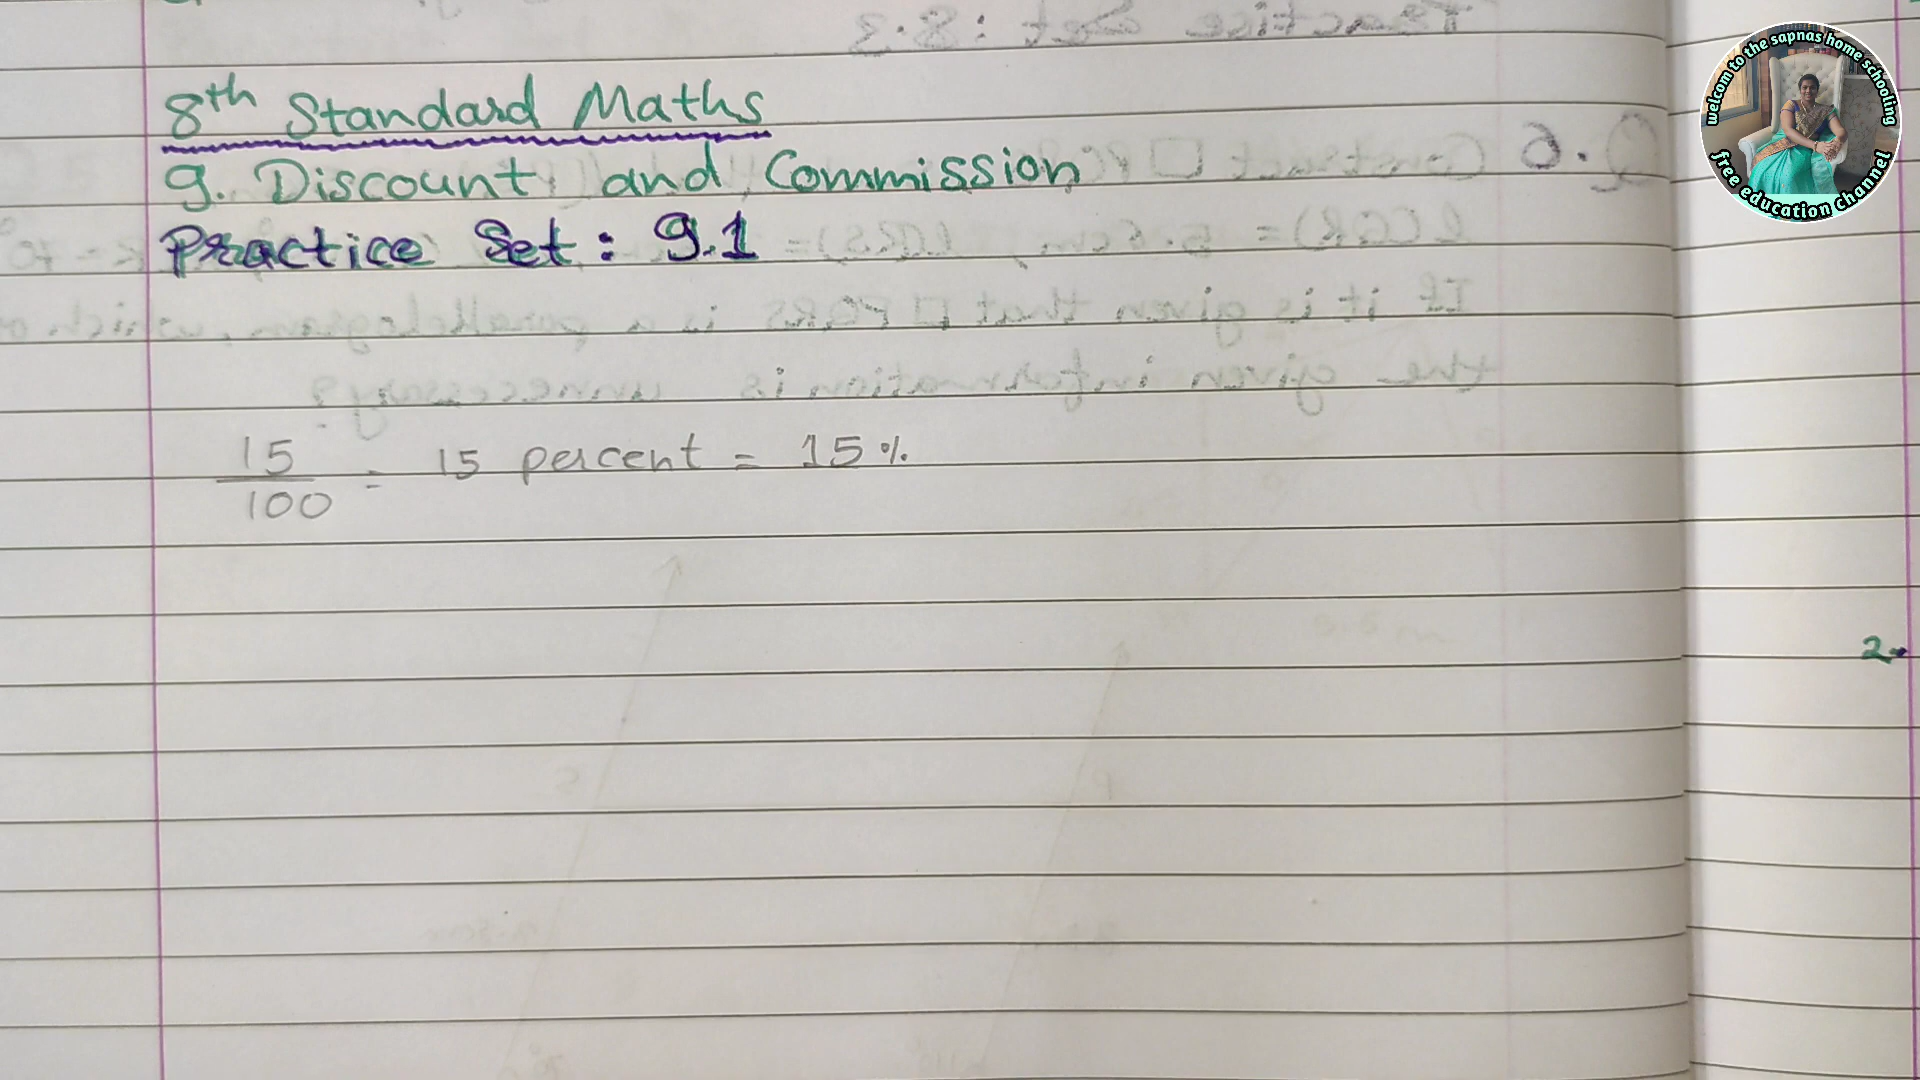 8th Standard Maths
9. Discount and Commission
Practice Set : 9.1
15/100 = 15 percent = 15%
2.
welcom to the sapnas home schooling
free education channel